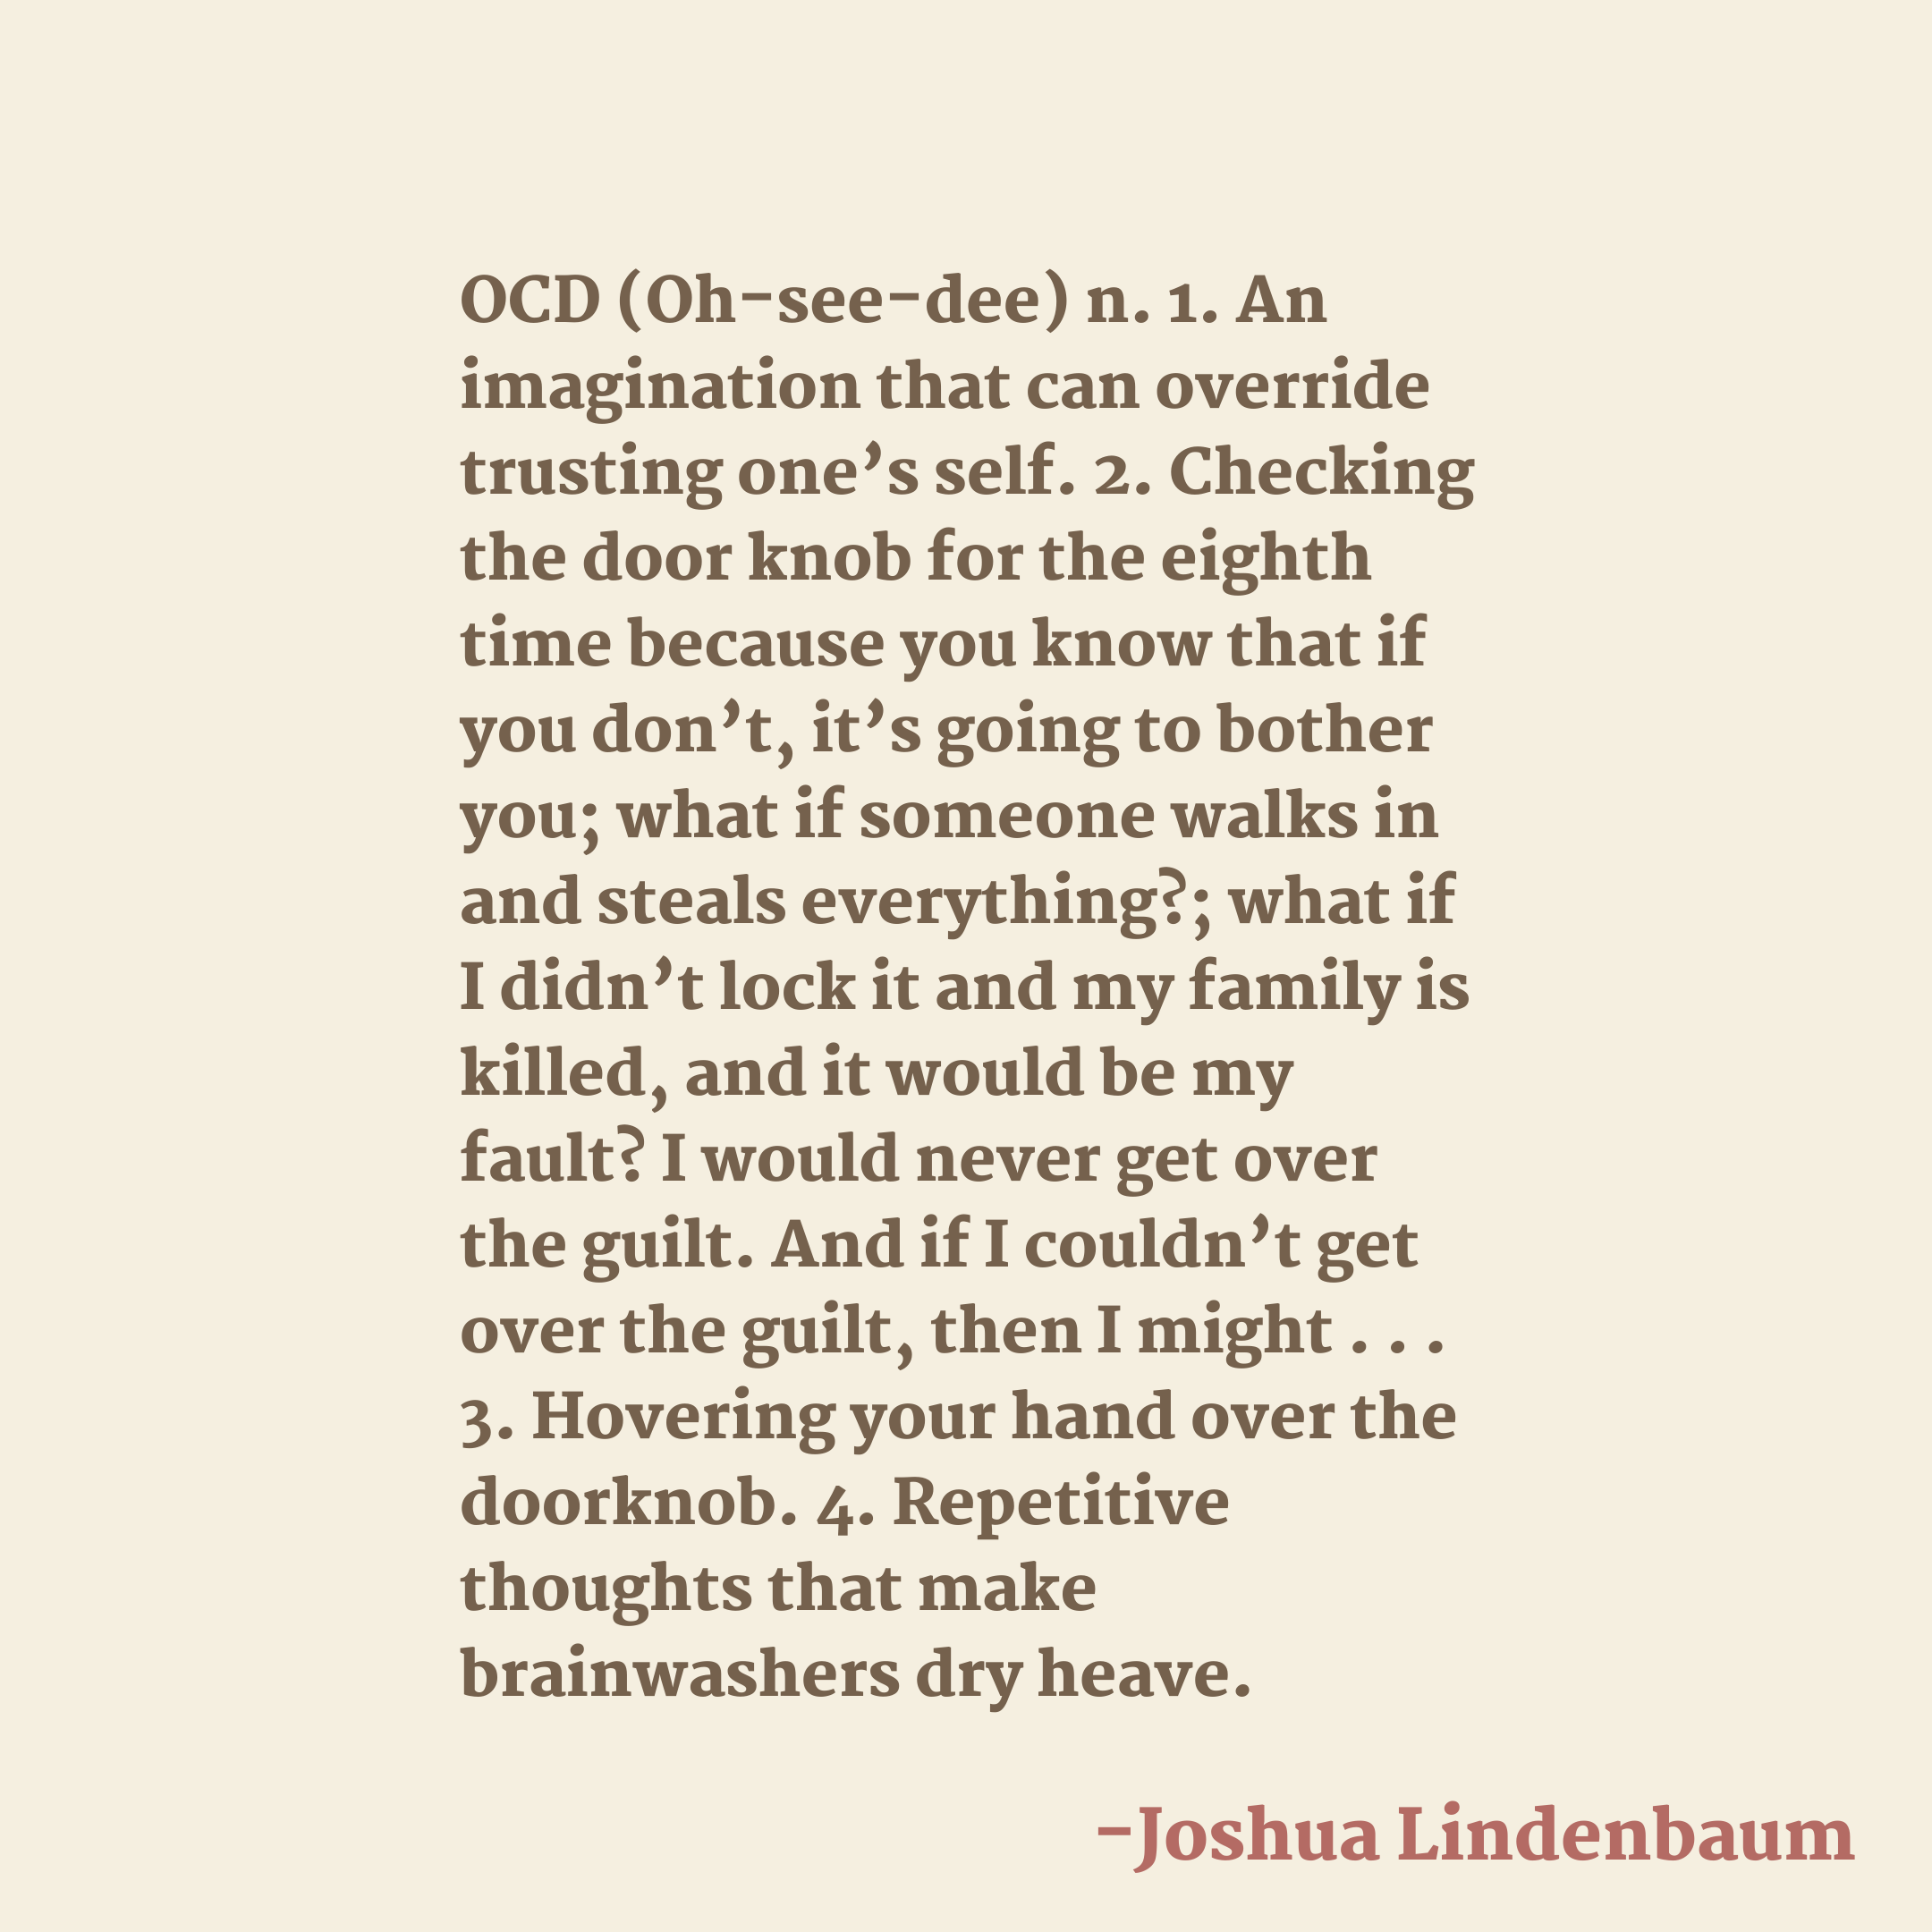 OCD (Oh-see-dee) n. 1. An
imagination that can override
trusting one’s self. 2. Checking
the door knob for the eighth
time because you know that if
you don’t, it’s going to bother
you; what if someone walks in
and steals everything?; what if
I didn’t lock it and my family is
killed, and it would be my
fault? I would never get over
the guilt. And if I couldn’t get
over the guilt, then I might . . .
3. Hovering your hand over the
doorknob. 4. Repetitive
thoughts that make
brainwashers dry heave.
-Joshua Lindenbaum